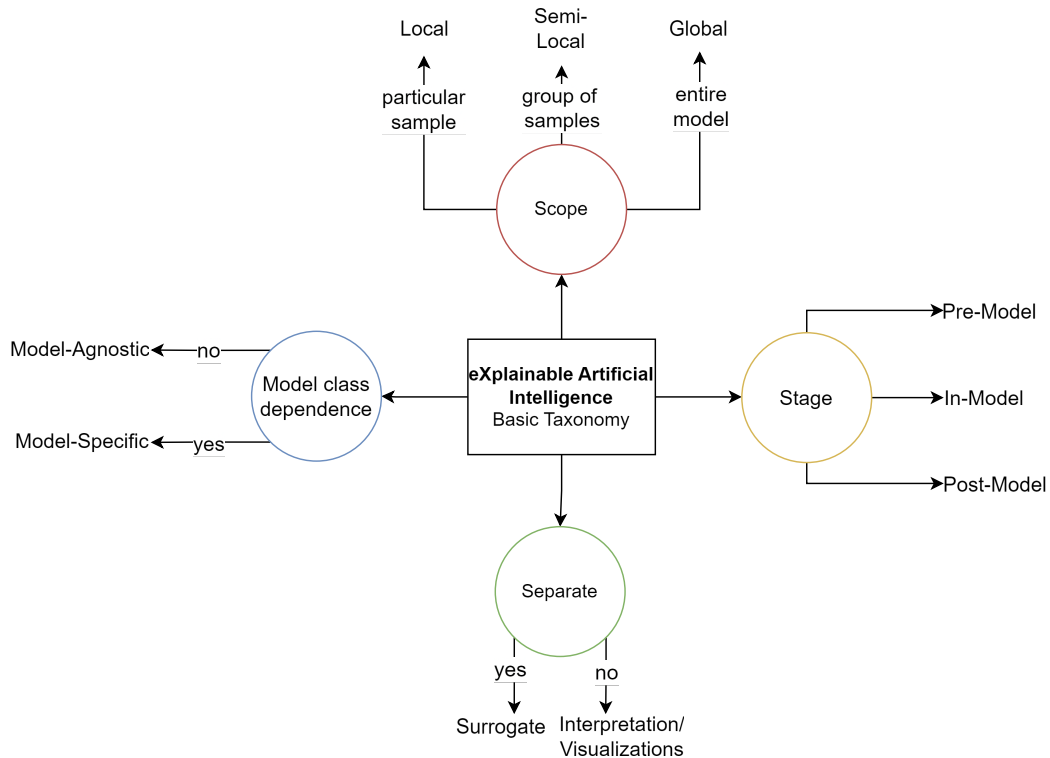 Local
Semi-
Local
Global
particular
sample
group of
samples
entire
model
Scope
Model-Agnostic
no
Model-Specific
yes
Model class
dependence
eXplainable Artificial
Intelligence
Basic Taxonomy
Stage
Pre-Model
In-Model
Post-Model
Separate
yes
no
Surrogate
Interpretation/
Visualizations